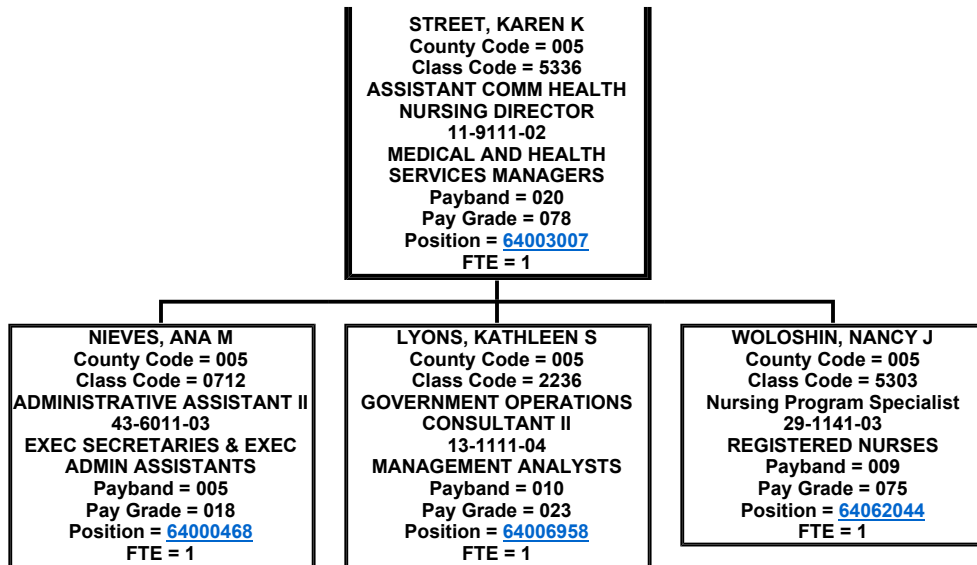 STREET, KAREN K
County Code = 005
Class Code = 5336
ASSISTANT COMM HEALTH
NURSING DIRECTOR
11-9111-02
MEDICAL AND HEALTH
SERVICES MANAGERS
Payband = 020
Pay Grade = 078
Position = 64003007
FTE = 1
NIEVES, ANA M
County Code = 005
Class Code = 0712
ADMINISTRATIVE ASSISTANT II
43-6011-03
EXEC SECRETARIES & EXEC
ADMIN ASSISTANTS
Payband = 005
Pay Grade = 018
Position = 64000468
FTE = 1
LYONS, KATHLEEN S
County Code = 005
Class Code = 2236
GOVERNMENT OPERATIONS
CONSULTANT II
13-1111-04
MANAGEMENT ANALYSTS
Payband = 010
Pay Grade = 023
Position = 64006958
FTE = 1
WOLOSHIN, NANCY J
County Code = 005
Class Code = 5303
Nursing Program Specialist
29-1141-03
REGISTERED NURSES
Payband = 009
Pay Grade = 075
Position = 64062044
FTE = 1